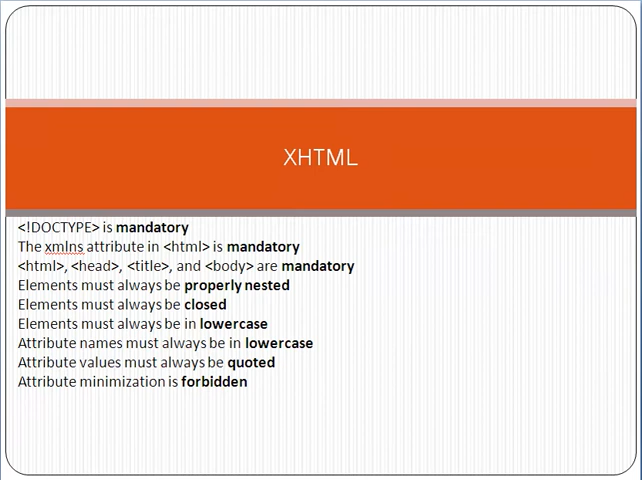 XHTML
<!DOCTYPE> is mandatory
The xmlns attribute in <html> is mandatory
<html>, <head>, <title>, and <body> are mandatory
Elements must always be properly nested
Elements must always be closed
Elements must always be in lowercase
Attribute names must always be in lowercase
Attribute values must always be quoted
Attribute minimization is forbidden